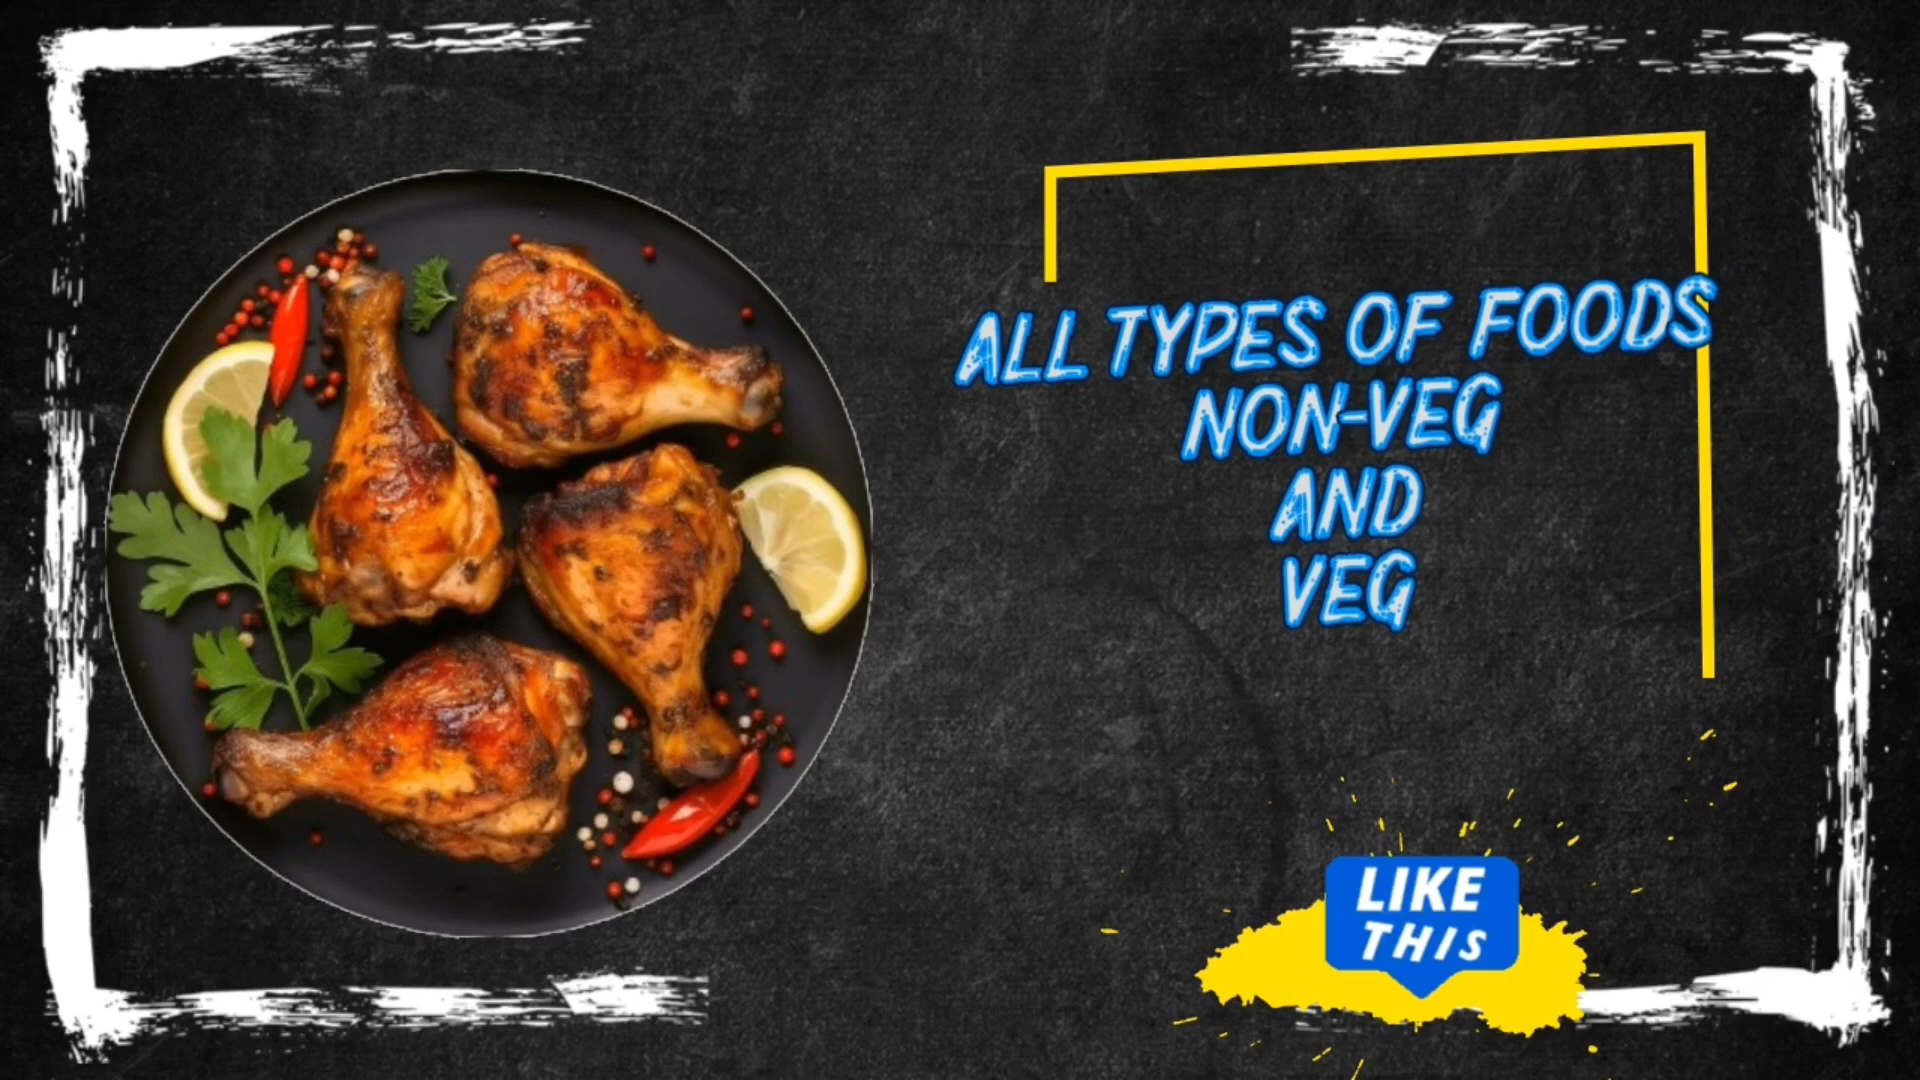 ALL TYPES OF FOODS
NON-VEG
AND
VEG
LIKE
THIS